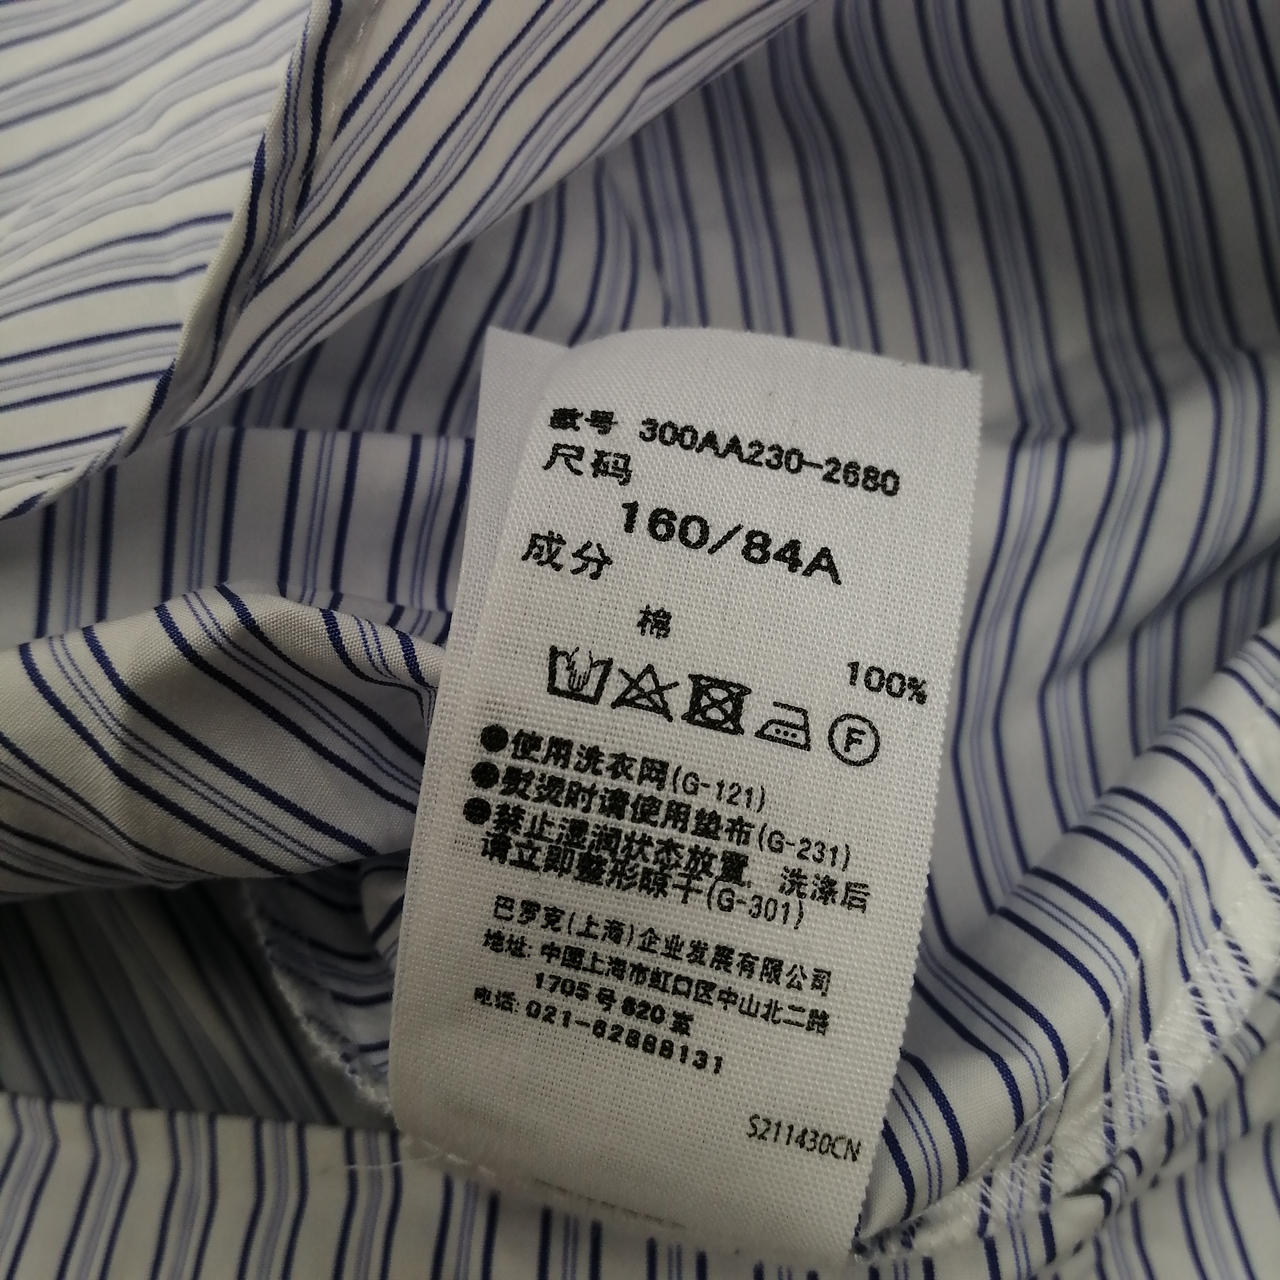 款号 300AA230-2680
尺码
160/84A
成分
棉
100%
F
●使用洗衣网(G-121)
●熨烫时请使用垫布(G-231)
●禁止湿润状态放置. 洗涤后
请立即整形晾干(G-301)
巴罗克(上海)企业发展有限公司
地址: 中国上海市虹口区中山北二路
1705号820室
电话: 021-62888131
S211430CN